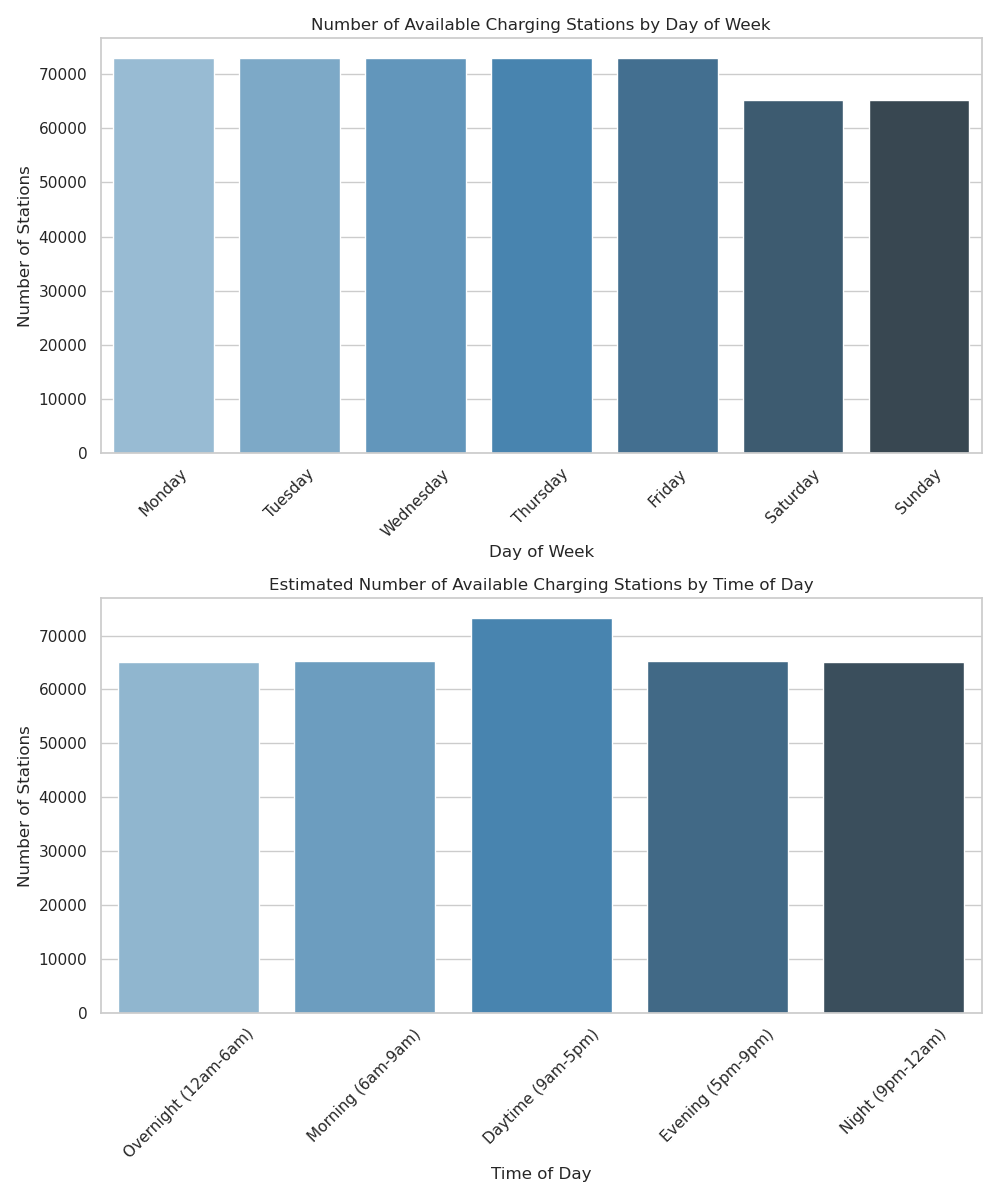 Number of Available Charging Stations by Day of Week
Number of Stations
70000
60000
50000
40000
30000
20000
10000
0
Monday
Tuesday
Wednesday
Thursday
Friday
Saturday
Sunday
Day of Week
Estimated Number of Available Charging Stations by Time of Day
Number of Stations
70000
60000
50000
40000
30000
20000
10000
0
Overnight (12am-6am)
Morning (6am-9am)
Daytime (9am-5pm)
Evening (5pm-9pm)
Night (9pm-12am)
Time of Day